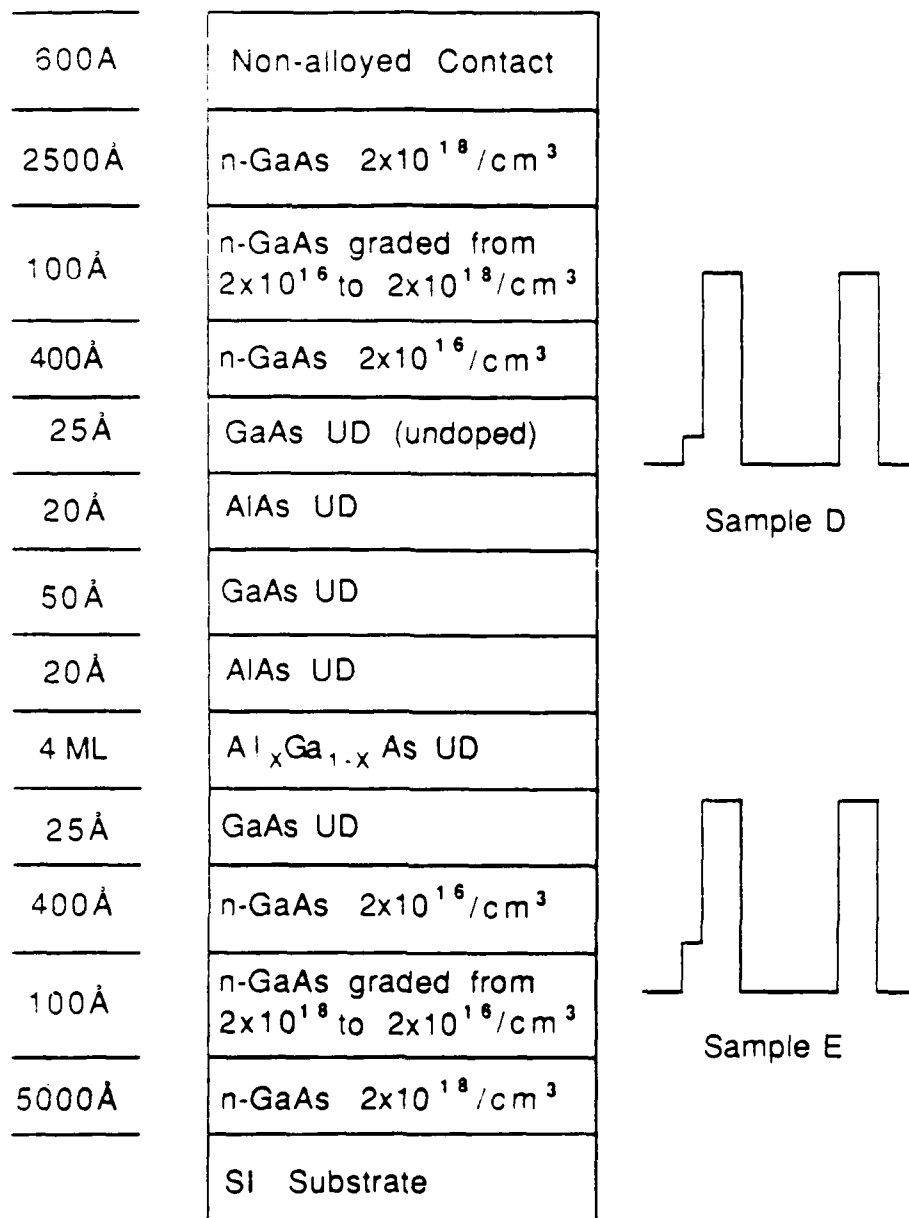 600A Non-alloyed Contact
2500Å n-GaAs 2x10¹⁸/cm³
100Å n-GaAs graded from
2x10¹⁶ to 2x10¹⁸/cm³
400Å n-GaAs 2x10¹⁶/cm³
25Å GaAs UD (undoped)
20Å AlAs UD
50Å GaAs UD
20Å AlAs UD
4 ML AlₓGa₁₋ₓ As UD
25Å GaAs UD
400Å n-GaAs 2x10¹⁶/cm³
100Å n-GaAs graded from
2x10¹⁸ to 2x10¹⁶/cm³
5000Å n-GaAs 2x10¹⁸/cm³
SI Substrate
Sample D
Sample E